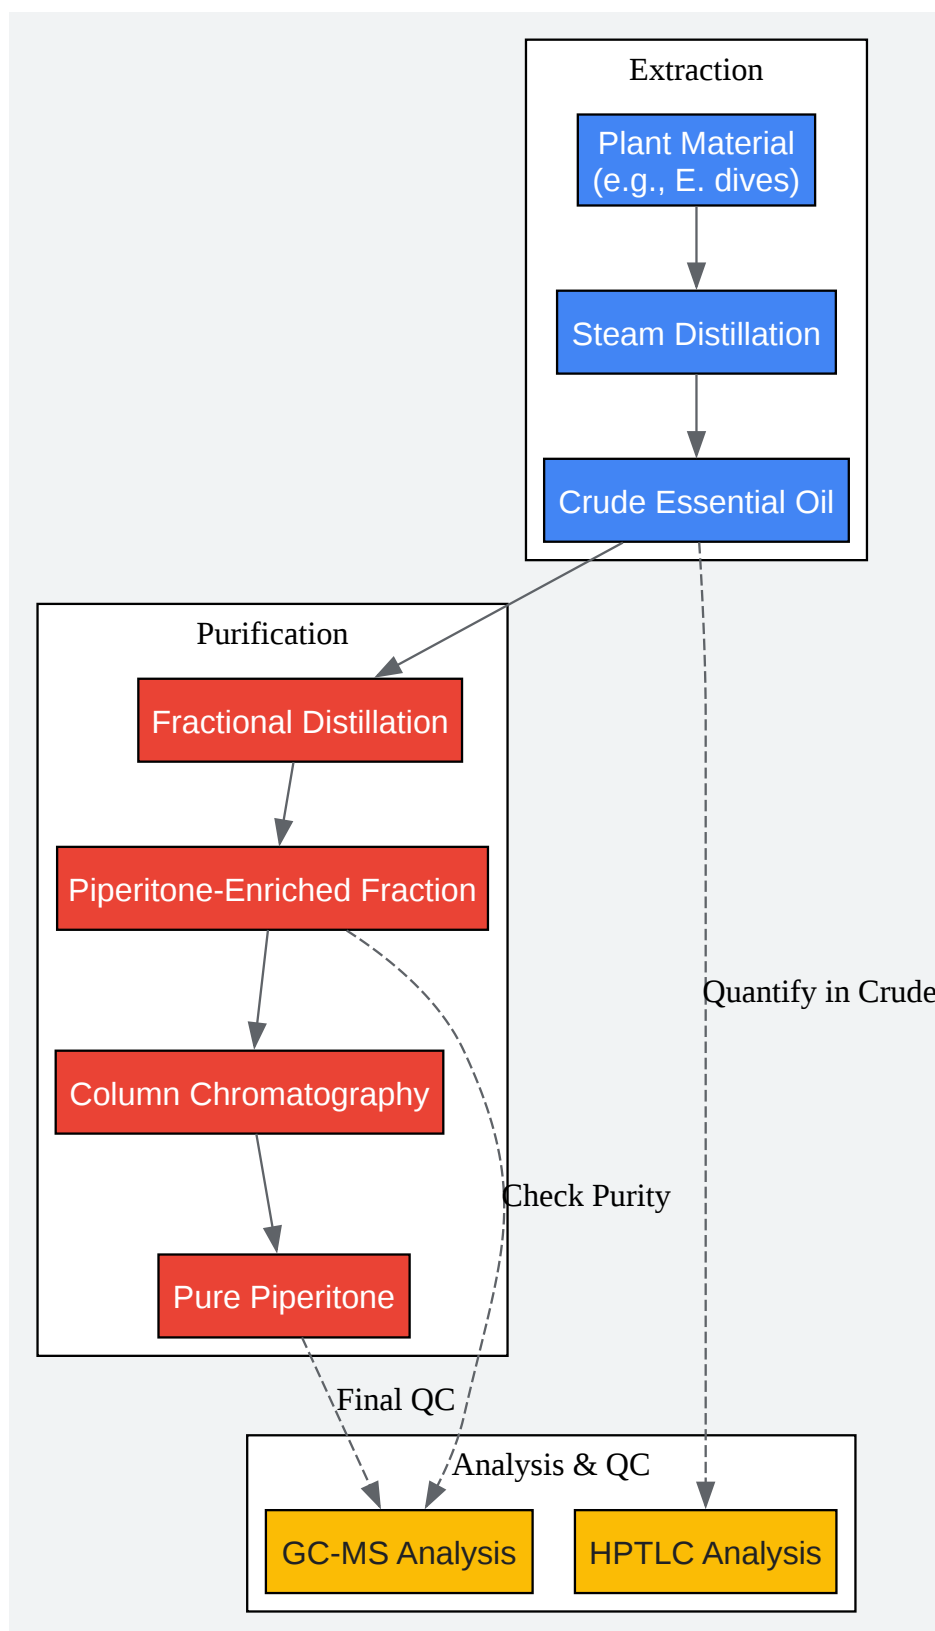 Extraction
Plant Material
(e.g., E. dives)
Steam Distillation
Crude Essential Oil
Purification
Fractional Distillation
Piperitone-Enriched Fraction
Quantify in Crude
Column Chromatography
Check Purity
Pure Piperitone
Final QC
Analysis & QC
GC-MS Analysis
HPTLC Analysis